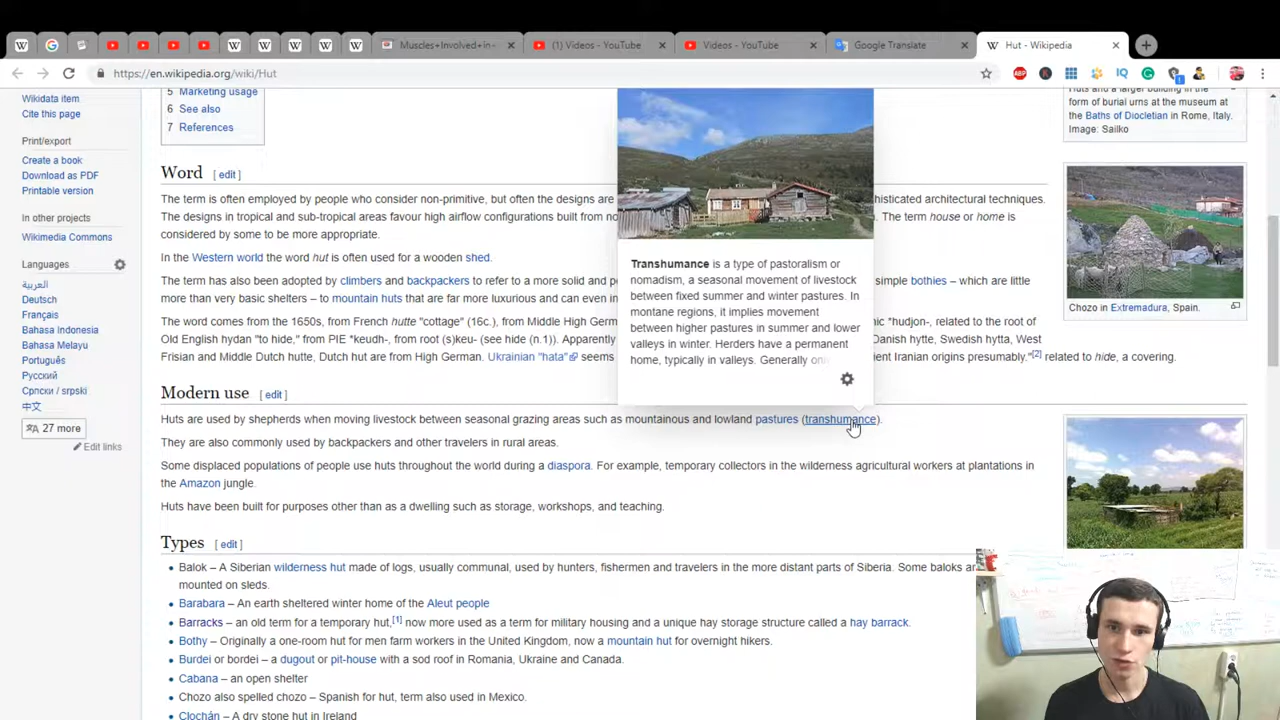 Muscles+Involved+in+
(1) Videos - YouTube
Videos - YouTube
Google Translate
Hut - Wikipedia
https://en.wikipedia.org/wiki/Hut
ABP
IQ
Wikidata item
Cite this page
Print/export
Create a book
Download as PDF
Printable version
In other projects
Wikimedia Commons
Languages
العربية
Deutsch
Français
Bahasa Indonesia
Bahasa Melayu
Português
Русский
Српски / srpski
中文
27 more
Edit links
5 Marketing usage
6 See also
7 References
Word [ edit ]
The term is often employed by people who consider non-primitive, but often the designs are
histicated architectural techniques.
The designs in tropical and sub-tropical areas favour high airflow configurations built from no
The term house or home is
considered by some to be more appropriate.
In the Western world the word hut is often used for a wooden shed.
The term has also been adopted by climbers and backpackers to refer to a more solid and p
simple bothies – which are little
more than very basic shelters – to mountain huts that are far more luxurious and can even in
The word comes from the 1650s, from French hutte "cottage" (16c.), from Middle High Germ
ic *hudjon-, related to the root of
Old English hydan "to hide," from PIE *keudh-, from root (s)keu- (see hide (n.1)). Apparently
Danish hytte, Swedish hytta, West
Frisian and Middle Dutch hutte, Dutch hut are from High German. Ukrainian "hata" seems
ient Iranian origins presumably."[2] related to hide, a covering.
Transhumance is a type of pastoralism or
nomadism, a seasonal movement of livestock
between fixed summer and winter pastures. In
montane regions, it implies movement
between higher pastures in summer and lower
valleys in winter. Herders have a permanent
home, typically in valleys. Generally on
Modern use [ edit ]
Huts are used by shepherds when moving livestock between seasonal grazing areas such as mountainous and lowland pastures (transhumance).
They are also commonly used by backpackers and other travelers in rural areas.
Some displaced populations of people use huts throughout the world during a diaspora. For example, temporary collectors in the wilderness agricultural workers at plantations in
the Amazon jungle.
Huts have been built for purposes other than as a dwelling such as storage, workshops, and teaching.
Types [ edit ]
• Balok – A Siberian wilderness hut made of logs, usually communal, used by hunters, fishermen and travelers in the more distant parts of Siberia. Some baloks are
mounted on sleds.
• Barabara – An earth sheltered winter home of the Aleut people
• Barracks – an old term for a temporary hut,[1] now more used as a term for military housing and a unique hay storage structure called a hay barrack.
• Bothy – Originally a one-room hut for men farm workers in the United Kingdom, now a mountain hut for overnight hikers.
• Burdei or bordei – a dugout or pit-house with a sod roof in Romania, Ukraine and Canada.
• Cabana – an open shelter
• Chozo also spelled chozo – Spanish for hut, term also used in Mexico.
• Clochán – A dry stone hut in Ireland
Huts and a larger building in the
form of burial urns at the museum at
the Baths of Diocletian in Rome, Italy.
Image: Sailko
Chozo in Extremadura, Spain.